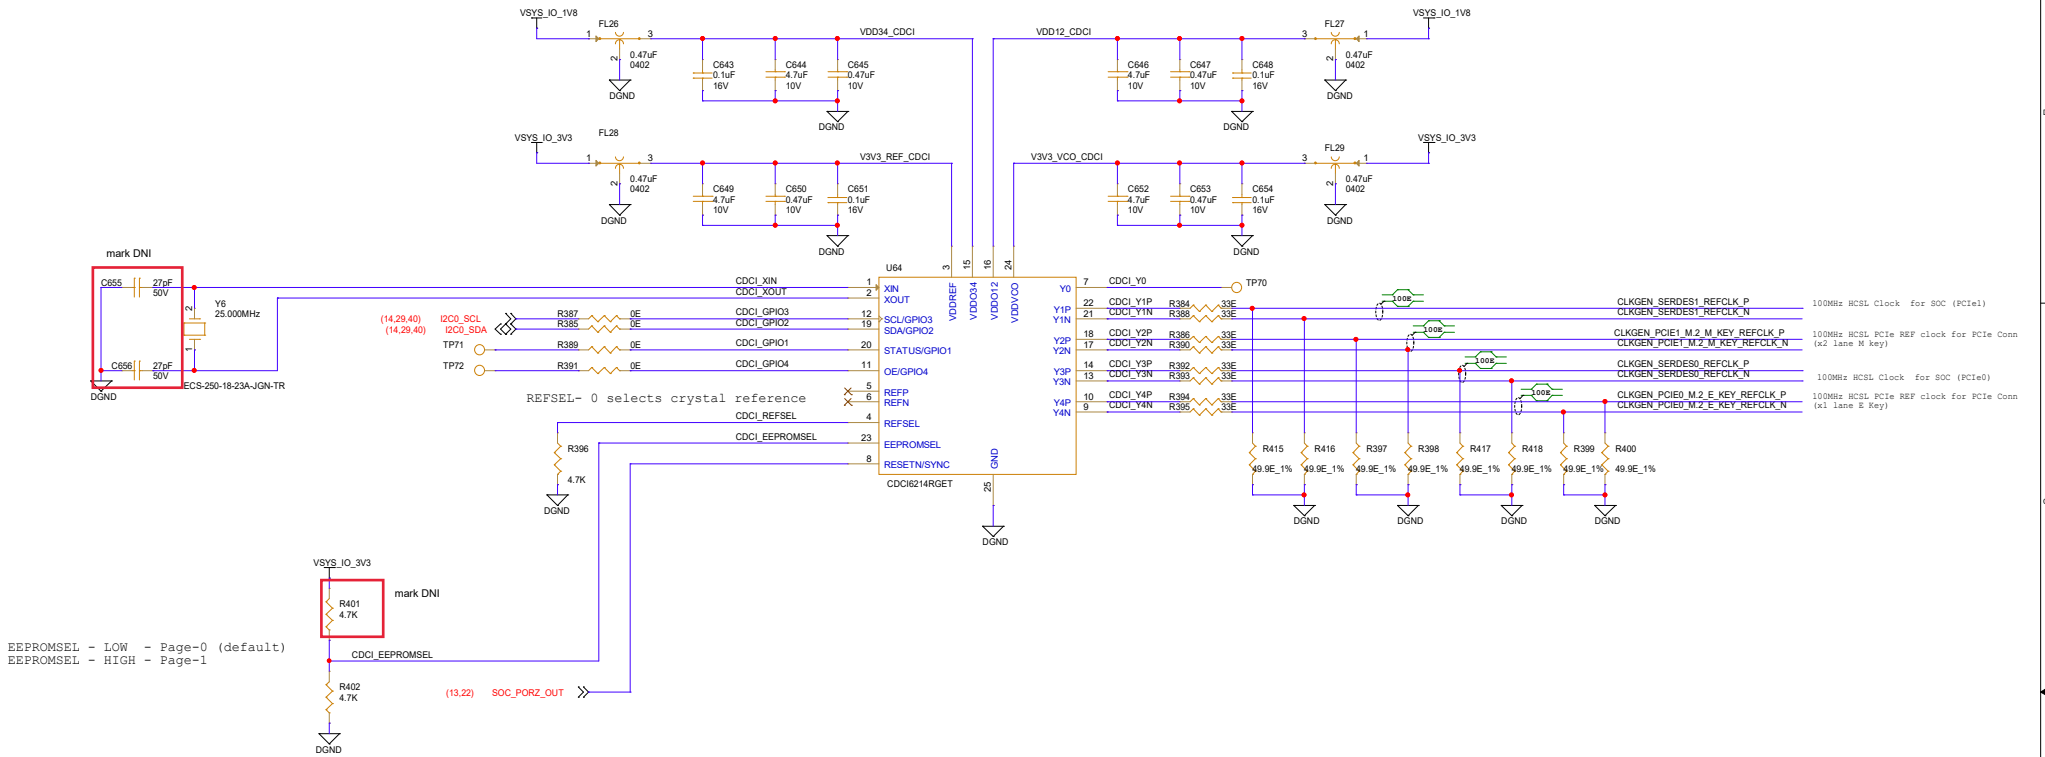 VSYS_IO_1V8
FL26
1
3
2
0.47uF
0402
DGND
C643
0.1uF
16V
C644
4.7uF
10V
C645
0.47uF
10V
DGND
VDD34_CDCI
VDD12_CDCI
C646
4.7uF
10V
C647
0.47uF
10V
C648
0.1uF
16V
DGND
FL27
3
1
2
0.47uF
0402
DGND
VSYS_IO_1V8
VSYS_IO_3V3
FL28
1
3
2
0.47uF
0402
DGND
C649
4.7uF
10V
C650
0.47uF
10V
C651
0.1uF
16V
DGND
V3V3_REF_CDCI
V3V3_VCO_CDCI
C652
4.7uF
10V
C653
0.47uF
10V
C654
0.1uF
16V
DGND
FL29
3
1
2
0.47uF
0402
DGND
VSYS_IO_3V3
mark DNI
C655
27pF
50V
2
Y6
25.000MHz
1
C656
27pF
50V
ECS-250-18-23A-JGN-TR
DGND
CDCI_XIN
CDCI_XOUT
(14,29,40) I2C0_SCL
(14,29,40) I2C0_SDA
R387 0E CDCI_GPIO3
R385 0E CDCI_GPIO2
TP71 R389 0E CDCI_GPIO1
TP72 R391 0E CDCI_GPIO4
REFSEL- 0 selects crystal reference
CDCI_REFSEL
CDCI_EEPROMSEL
R396
4.7K
DGND
U64
3
15
16
24
VDDREF
VDDO34
VDDO12
VDDVCO
1 XIN
2 XOUT
12 SCL/GPIO3
19 SDA/GPIO2
20 STATUS/GPIO1
11 OE/GPIO4
5 REFP
6 REFN
4 REFSEL
23 EEPROMSEL
8 RESETN/SYNC
GND
25
CDCI6214RGET
DGND
Y0 7 CDCI_Y0 TP70
Y1P 22 CDCI_Y1P R384 33E 100E CLKGEN_SERDES1_REFCLK_P
Y1N 21 CDCI_Y1N R388 33E CLKGEN_SERDES1_REFCLK_N
100MHz HCSL Clock for SOC (PCIe1)
Y2P 18 CDCI_Y2P R386 33E 100E CLKGEN_PCIE1_M.2_M_KEY_REFCLK_P
Y2N 17 CDCI_Y2N R390 33E CLKGEN_PCIE1_M.2_M_KEY_REFCLK_N
100MHz HCSL PCIe REF clock for PCIe Conn
(x2 lane M key)
Y3P 14 CDCI_Y3P R392 33E 100E CLKGEN_SERDES0_REFCLK_P
Y3N 13 CDCI_Y3N R393 33E CLKGEN_SERDES0_REFCLK_N
100MHz HCSL Clock for SOC (PCIe0)
Y4P 10 CDCI_Y4P R394 33E 100E CLKGEN_PCIE0_M.2_E_KEY_REFCLK_P
Y4N 9 CDCI_Y4N R395 33E CLKGEN_PCIE0_M.2_E_KEY_REFCLK_N
100MHz HCSL PCIe REF clock for PCIe Conn
(x1 lane E Key)
R415 R416 R397 R398 R417 R418 R399 R400
49.9E_1% 49.9E_1% 49.9E_1% 49.9E_1% 49.9E_1% 49.9E_1% 49.9E_1% 49.9E_1%
DGND DGND DGND DGND
VSYS_IO_3V3
R401
4.7K
mark DNI
EEPROMSEL - LOW - Page-0 (default)
EEPROMSEL - HIGH - Page-1
CDCI_EEPROMSEL
R402
4.7K
DGND
(13,22) SOC_PORZ_OUT